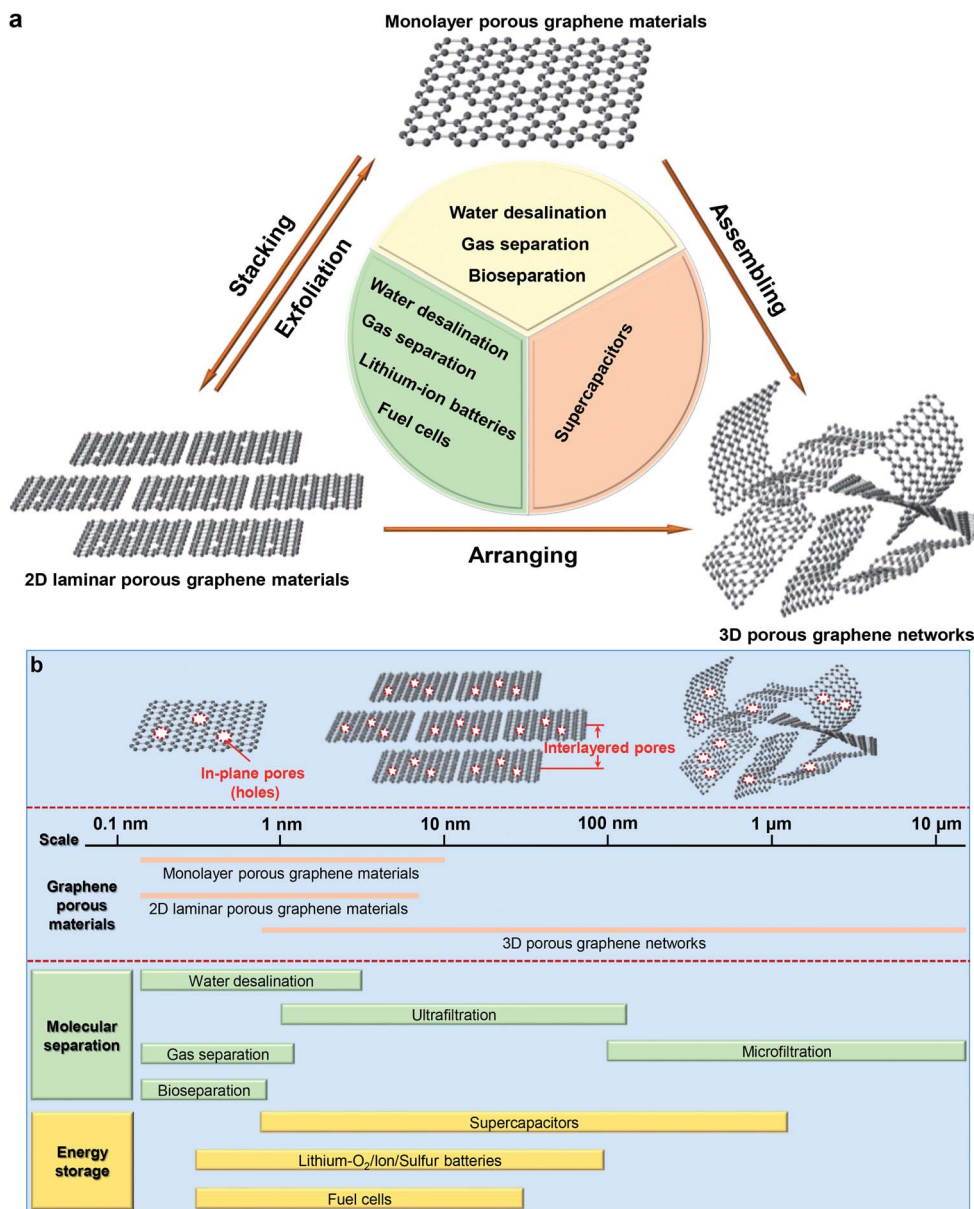 a
Monolayer porous graphene materials
Stacking
Exfoliation
Assembling
Water desalination
Gas separation
Bioseparation
Water desalination
Gas separation
Lithium-ion batteries
Fuel cells
Supercapacitors
Arranging
2D laminar porous graphene materials
3D porous graphene networks
b
In-plane pores
(holes)
Interlayered pores
Scale
0.1 nm
1 nm
10 nm
100 nm
1 µm
10 µm
Graphene
porous
materials
Monolayer porous graphene materials
2D laminar porous graphene materials
3D porous graphene networks
Molecular
separation
Water desalination
Ultrafiltration
Gas separation
Microfiltration
Bioseparation
Energy
storage
Supercapacitors
Lithium-O₂/Ion/Sulfur batteries
Fuel cells